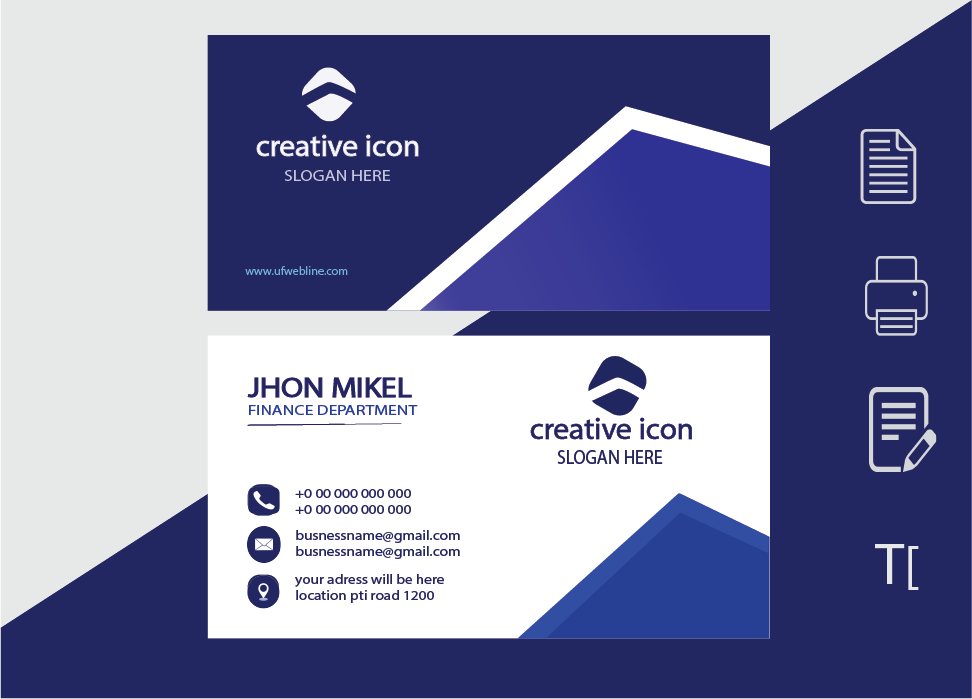 creative icon
SLOGAN HERE
www.ufwebline.com
JHON MIKEL
FINANCE DEPARTMENT
creative icon
SLOGAN HERE
+0 00 000 000 000
+0 00 000 000 000
busnessname@gmail.com
busnessname@gmail.com
your adress will be here
location pti road 1200
T[